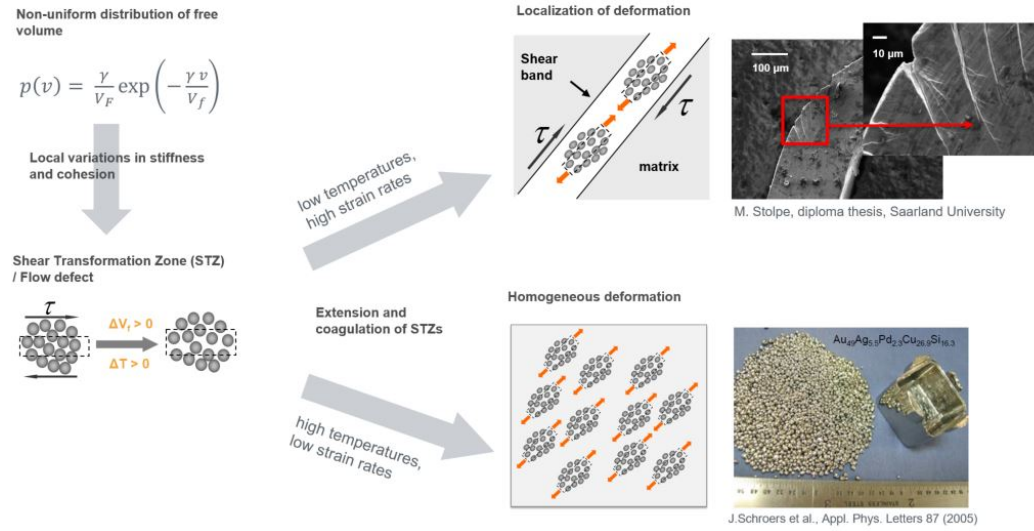 Non-uniform distribution of free
volume
p(v) = γ/V_F exp(−γ v/V_f)
Local variations in stiffness
and cohesion
Shear Transformation Zone (STZ)
/ Flow defect
τ
ΔVf > 0
ΔT > 0
low temperatures,
high strain rates
Extension and
coagulation of STZs
high temperatures,
low strain rates
Localization of deformation
Shear
band
τ
τ
matrix
100 µm
10 µm
M. Stolpe, diploma thesis, Saarland University
Homogeneous deformation
Au49Ag5.5Pd2.3Cu26.9Si16.3
J.Schroers et al., Appl. Phys. Letters 87 (2005)